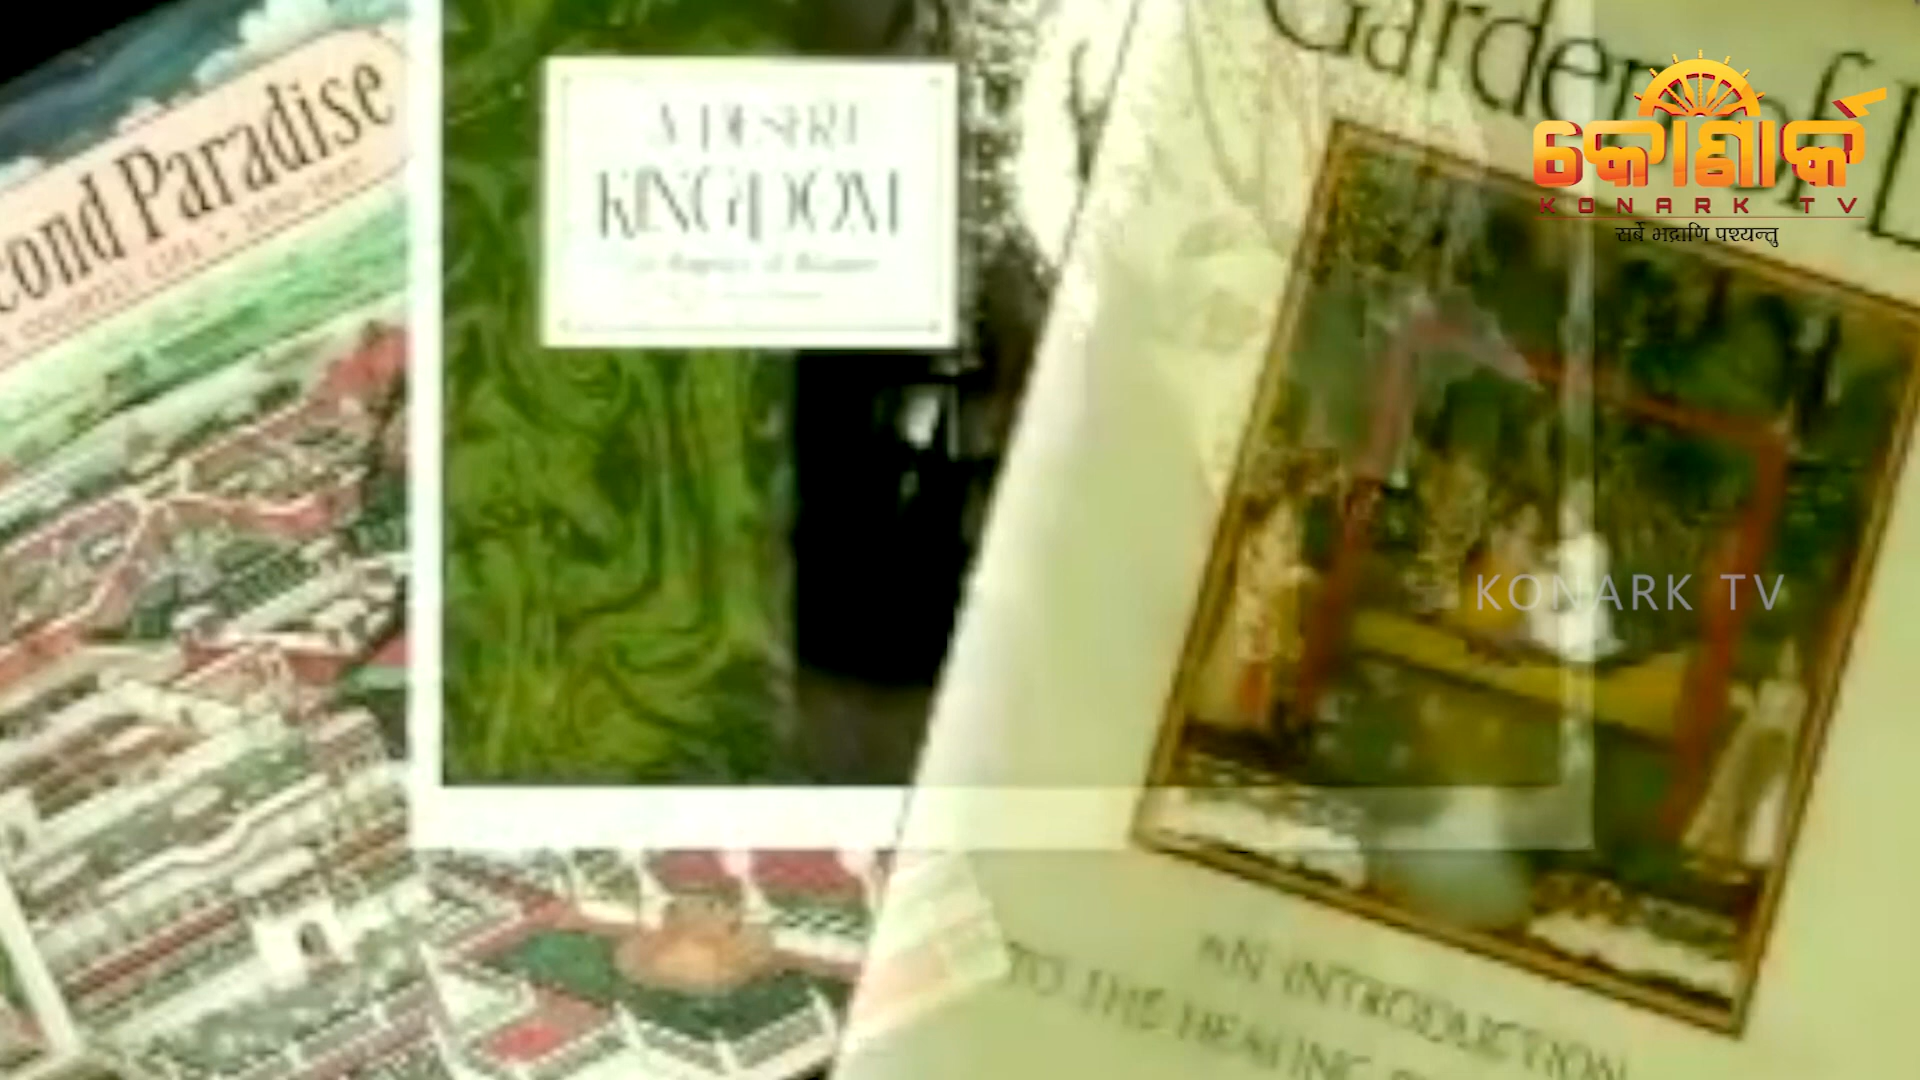 cond Paradise
A DESERT
KINGDOM
Garden of L
AN INTRODUCTION
TO THE HEALING
କୋଣାର୍କ
KONARK TV
सर्बे भद्राणि पश्यन्तु
KONARK TV